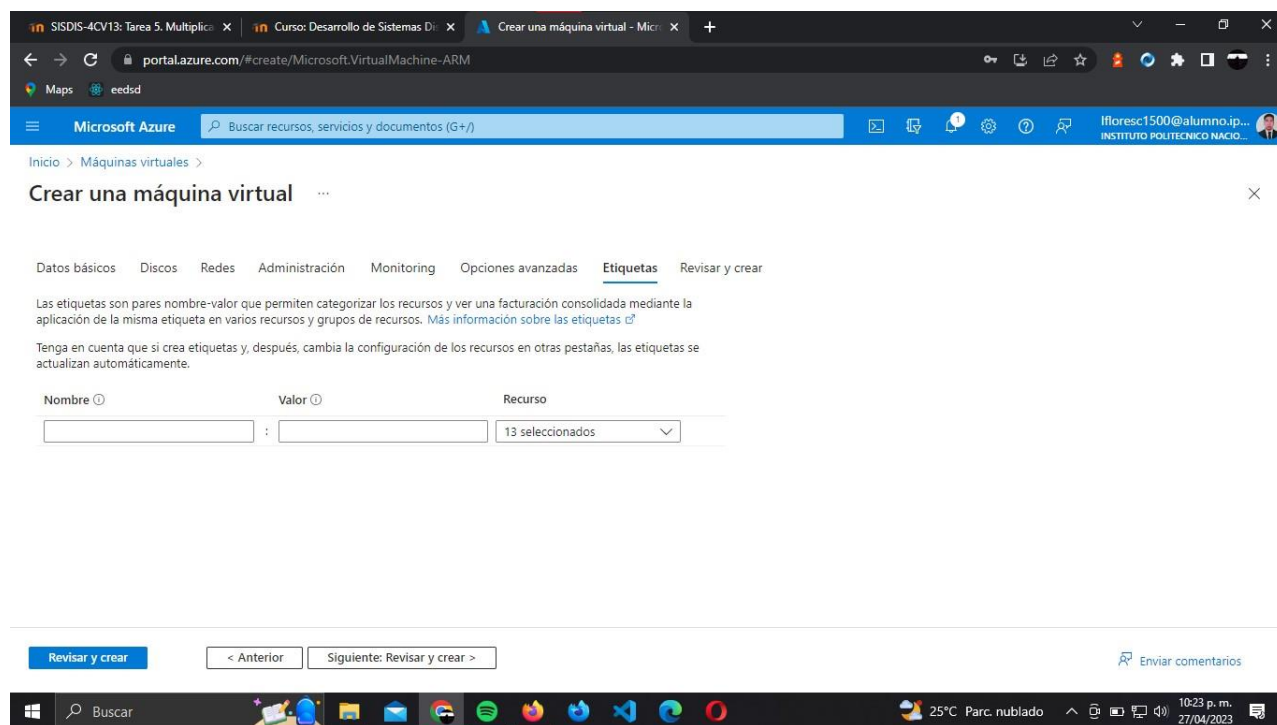 SISDIS-4CV13: Tarea 5. Multiplica
Curso: Desarrollo de Sistemas Di
Crear una máquina virtual - Micr
portal.azure.com/#create/Microsoft.VirtualMachine-ARM
Maps eedsd
Microsoft Azure
Buscar recursos, servicios y documentos (G+/)
1
lfloresc1500@alumno.ip...
INSTITUTO POLITECNICO NACIO...
Inicio > Máquinas virtuales >
Crear una máquina virtual ...
Datos básicos Discos Redes Administración Monitoring Opciones avanzadas Etiquetas Revisar y crear
Las etiquetas son pares nombre-valor que permiten categorizar los recursos y ver una facturación consolidada mediante la
aplicación de la misma etiqueta en varios recursos y grupos de recursos. Más información sobre las etiquetas
Tenga en cuenta que si crea etiquetas y, después, cambia la configuración de los recursos en otras pestañas, las etiquetas se
actualizan automáticamente.
Nombre Valor Recurso
: 13 seleccionados
Revisar y crear < Anterior Siguiente: Revisar y crear > Enviar comentarios
Buscar
25°C Parc. nublado
10:23 p. m.
27/04/2023